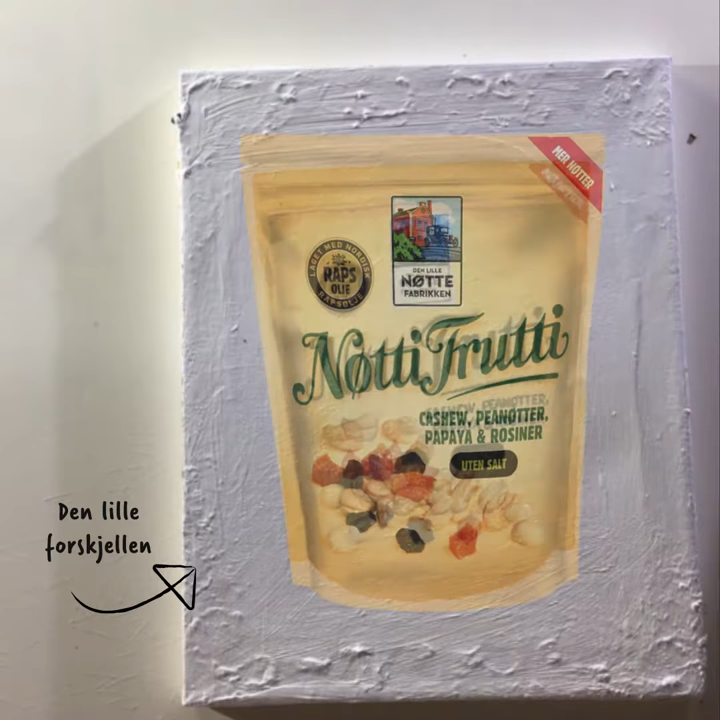 MER NØTTER
LAGET MED NORDISK
RAPS
OLJE
RAPSOLJE
DEN LILLE
NØTTE
FABRIKKEN
NøttiFrutti
CASHEW, PEANØTTER,
PAPAYA & ROSINER
UTEN SALT
Den lille
forskjellen